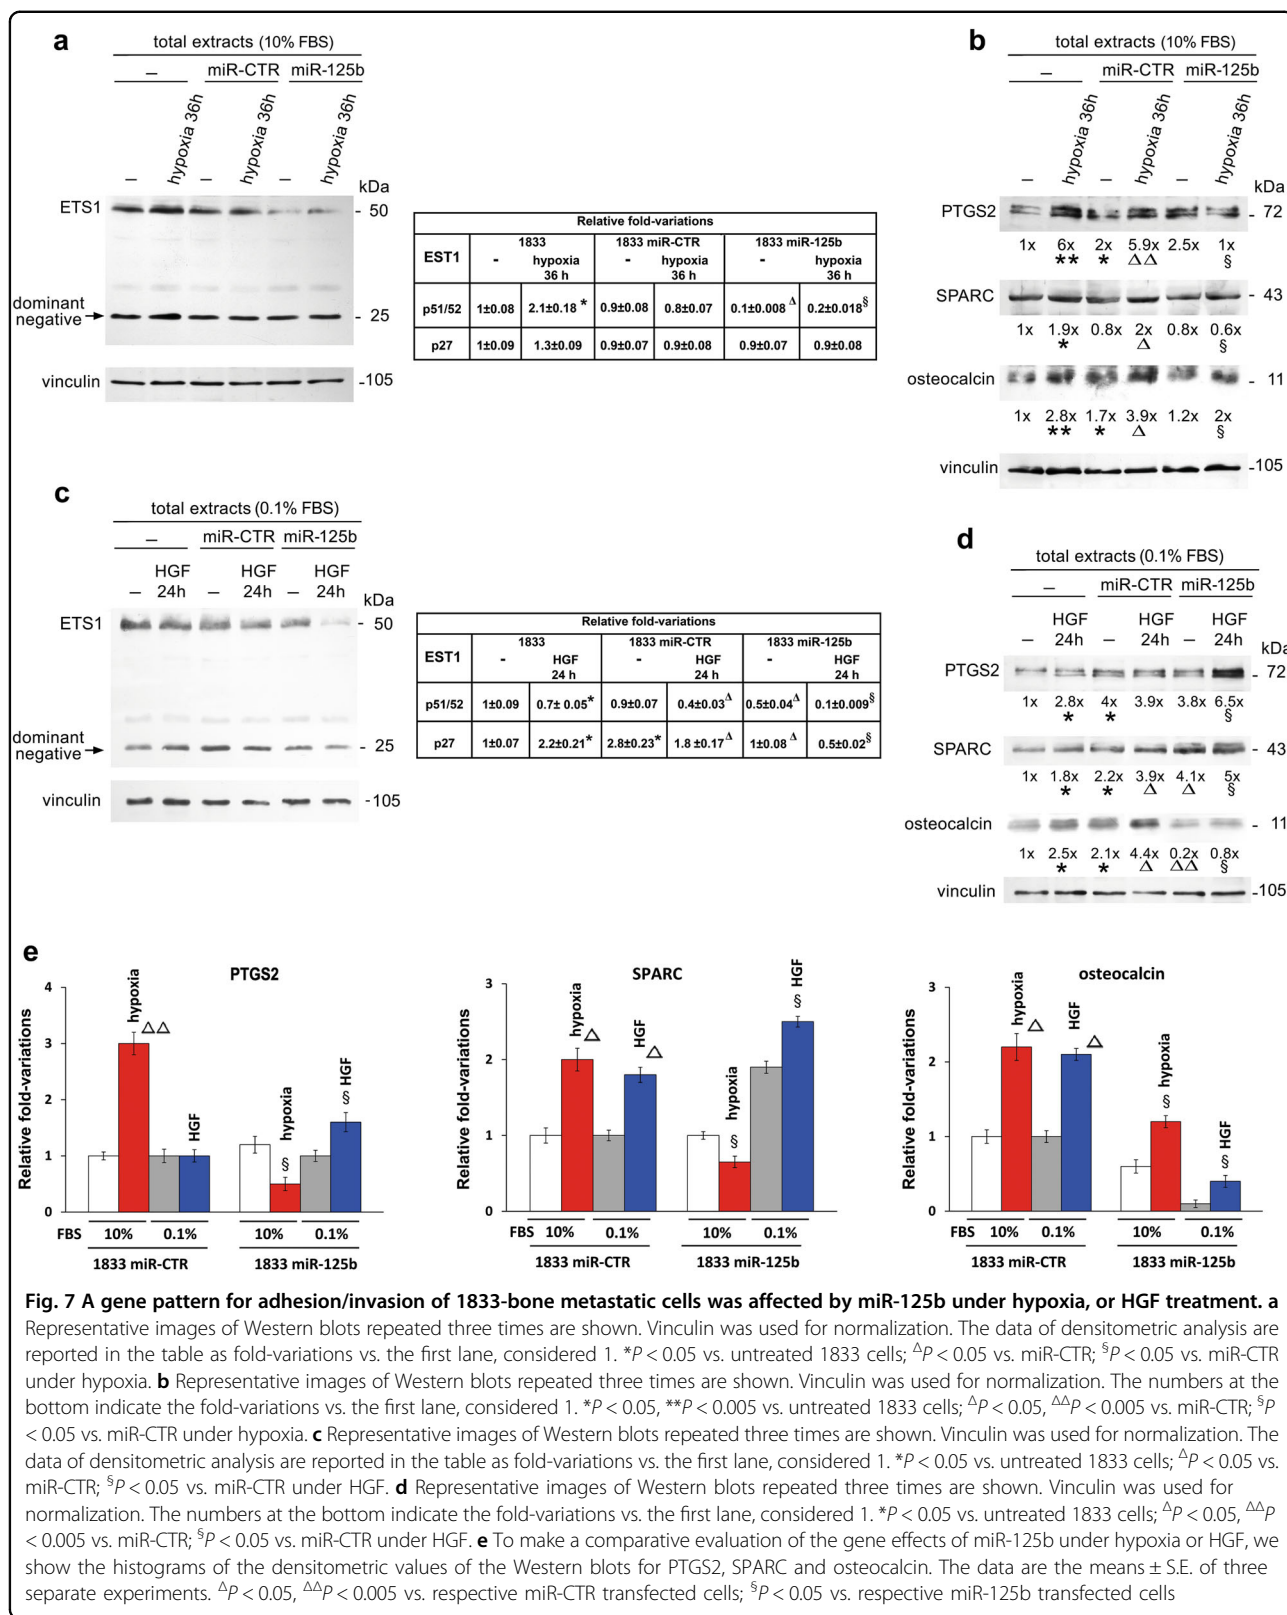 a
total extracts (10% FBS)
– miR-CTR miR-125b
– hypoxia 36h – hypoxia 36h – hypoxia 36h
kDa
ETS1 - 50
dominant
negative - 25
vinculin -105
Relative fold-variations
EST1 1833 1833 miR-CTR 1833 miR-125b
- hypoxia 36 h - hypoxia 36 h - hypoxia 36 h
p51/52 1±0.08 2.1±0.18 * 0.9±0.08 0.8±0.07 0.1±0.008 Δ 0.2±0.018 §
p27 1±0.09 1.3±0.09 0.9±0.07 0.9±0.08 0.9±0.07 0.9±0.08
b
total extracts (10% FBS)
– miR-CTR miR-125b
– hypoxia 36h – hypoxia 36h – hypoxia 36h
kDa
PTGS2 - 72
1x 6x 2x 5.9x 2.5x 1x
** * ΔΔ §
SPARC - 43
1x 1.9x 0.8x 2x 0.8x 0.6x
* Δ §
osteocalcin - 11
1x 2.8x 1.7x 3.9x 1.2x 2x
** * Δ §
vinculin -105
c
total extracts (0.1% FBS)
– miR-CTR miR-125b
– HGF 24h – HGF 24h – HGF 24h
kDa
ETS1 - 50
dominant
negative - 25
vinculin -105
Relative fold-variations
EST1 1833 1833 miR-CTR 1833 miR-125b
- HGF 24 h - HGF 24 h - HGF 24 h
p51/52 1±0.09 0.7± 0.05 * 0.9±0.07 0.4±0.03 Δ 0.5±0.04 Δ 0.1±0.009 §
p27 1±0.07 2.2±0.21 * 2.8±0.23 * 1.8 ±0.17 Δ 1±0.08 Δ 0.5±0.02 §
d
total extracts (0.1% FBS)
– miR-CTR miR-125b
– HGF 24h – HGF 24h – HGF 24h
kDa
PTGS2 - 72
1x 2.8x 4x 3.9x 3.8x 6.5x
* * §
SPARC - 43
1x 1.8x 2.2x 3.9x 4.1x 5x
* * Δ Δ §
osteocalcin - 11
1x 2.5x 2.1x 4.4x 0.2x 0.8x
* * Δ ΔΔ §
vinculin -105
e
PTGS2
Relative fold-variations
4
3
2
1
0
hypoxia ΔΔ
HGF
hypoxia §
HGF §
FBS 10% 0.1% 10% 0.1%
1833 miR-CTR 1833 miR-125b
SPARC
Relative fold-variations
3
2
1
0
hypoxia Δ
HGF Δ
hypoxia §
HGF §
FBS 10% 0.1% 10% 0.1%
1833 miR-CTR 1833 miR-125b
osteocalcin
Relative fold-variations
3
2
1
0
hypoxia Δ
HGF Δ
hypoxia §
HGF §
FBS 10% 0.1% 10% 0.1%
1833 miR-CTR 1833 miR-125b
Fig. 7 A gene pattern for adhesion/invasion of 1833-bone metastatic cells was affected by miR-125b under hypoxia, or HGF treatment. a
Representative images of Western blots repeated three times are shown. Vinculin was used for normalization. The data of densitometric analysis are
reported in the table as fold-variations vs. the first lane, considered 1. *P < 0.05 vs. untreated 1833 cells; ΔP < 0.05 vs. miR-CTR; §P < 0.05 vs. miR-CTR
under hypoxia. b Representative images of Western blots repeated three times are shown. Vinculin was used for normalization. The numbers at the
bottom indicate the fold-variations vs. the first lane, considered 1. *P < 0.05, **P < 0.005 vs. untreated 1833 cells; ΔP < 0.05, ΔΔP < 0.005 vs. miR-CTR; §P
< 0.05 vs. miR-CTR under hypoxia. c Representative images of Western blots repeated three times are shown. Vinculin was used for normalization. The
data of densitometric analysis are reported in the table as fold-variations vs. the first lane, considered 1. *P < 0.05 vs. untreated 1833 cells; ΔP < 0.05 vs.
miR-CTR; §P < 0.05 vs. miR-CTR under HGF. d Representative images of Western blots repeated three times are shown. Vinculin was used for
normalization. The numbers at the bottom indicate the fold-variations vs. the first lane, considered 1. *P < 0.05 vs. untreated 1833 cells; ΔP < 0.05, ΔΔP
< 0.005 vs. miR-CTR; §P < 0.05 vs. miR-CTR under HGF. e To make a comparative evaluation of the gene effects of miR-125b under hypoxia or HGF, we
show the histograms of the densitometric values of the Western blots for PTGS2, SPARC and osteocalcin. The data are the means ± S.E. of three
separate experiments. ΔP < 0.05, ΔΔP < 0.005 vs. respective miR-CTR transfected cells; §P < 0.05 vs. respective miR-125b transfected cells